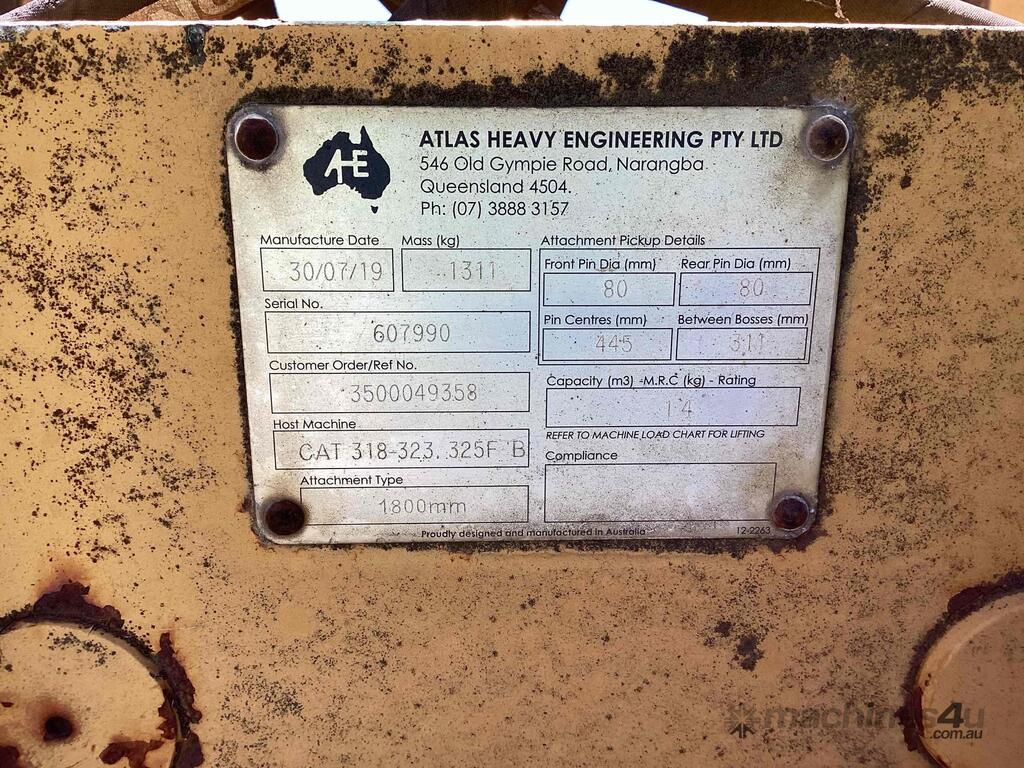 AHE
ATLAS HEAVY ENGINEERING PTY LTD
546 Old Gympie Road, Narangba
Queensland 4504.
Ph: (07) 3888 3157
Manufacture Date
30/07/19
Mass (kg)
1311
Serial No.
607990
Customer Order/Ref No.
3500049358
Host Machine
CAT 318-323, 325F B
Attachment Type
1800mm
Attachment Pickup Details
Front Pin Dia (mm)
80
Rear Pin Dia (mm)
80
Pin Centres (mm)
445
Between Bosses (mm)
311
Capacity (m3) -M.R.C (kg) - Rating
1 4
REFER TO MACHINE LOAD CHART FOR LIFTING
Compliance
Proudly designed and manufactured in Australia
12-2263
machines4u
.com.au